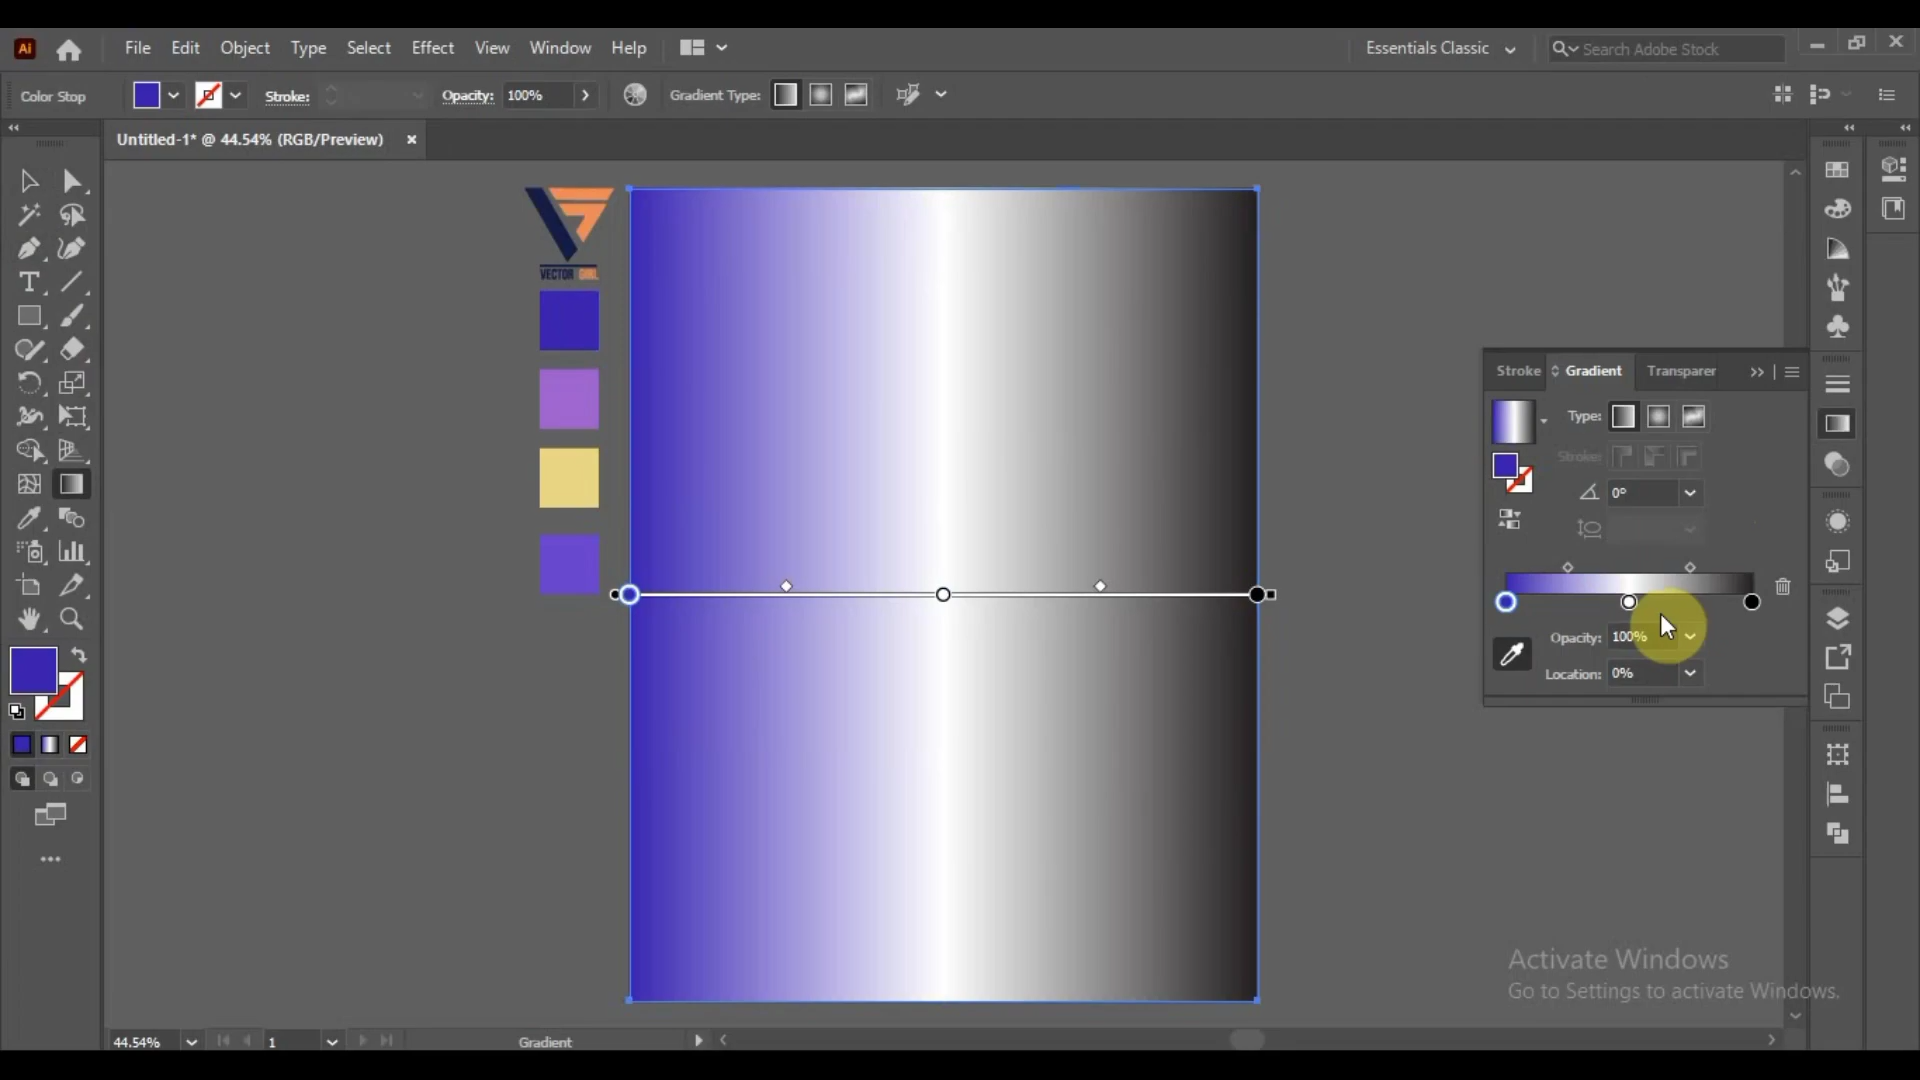 Ai
File Edit Object Type Select Effect View Window Help
Essentials Classic
Search Adobe Stock
Color Stop
Stroke:
Opacity: 100%
Gradient Type:
Untitled-1* @ 44.54% (RGB/Preview)
VECTOR GIRL
Stroke Gradient Transparer
Type:
Stroke:
0°
Opacity: 100%
Location: 0%
Activate Windows
Go to Settings to activate Windows.
44.54% 1 Gradient